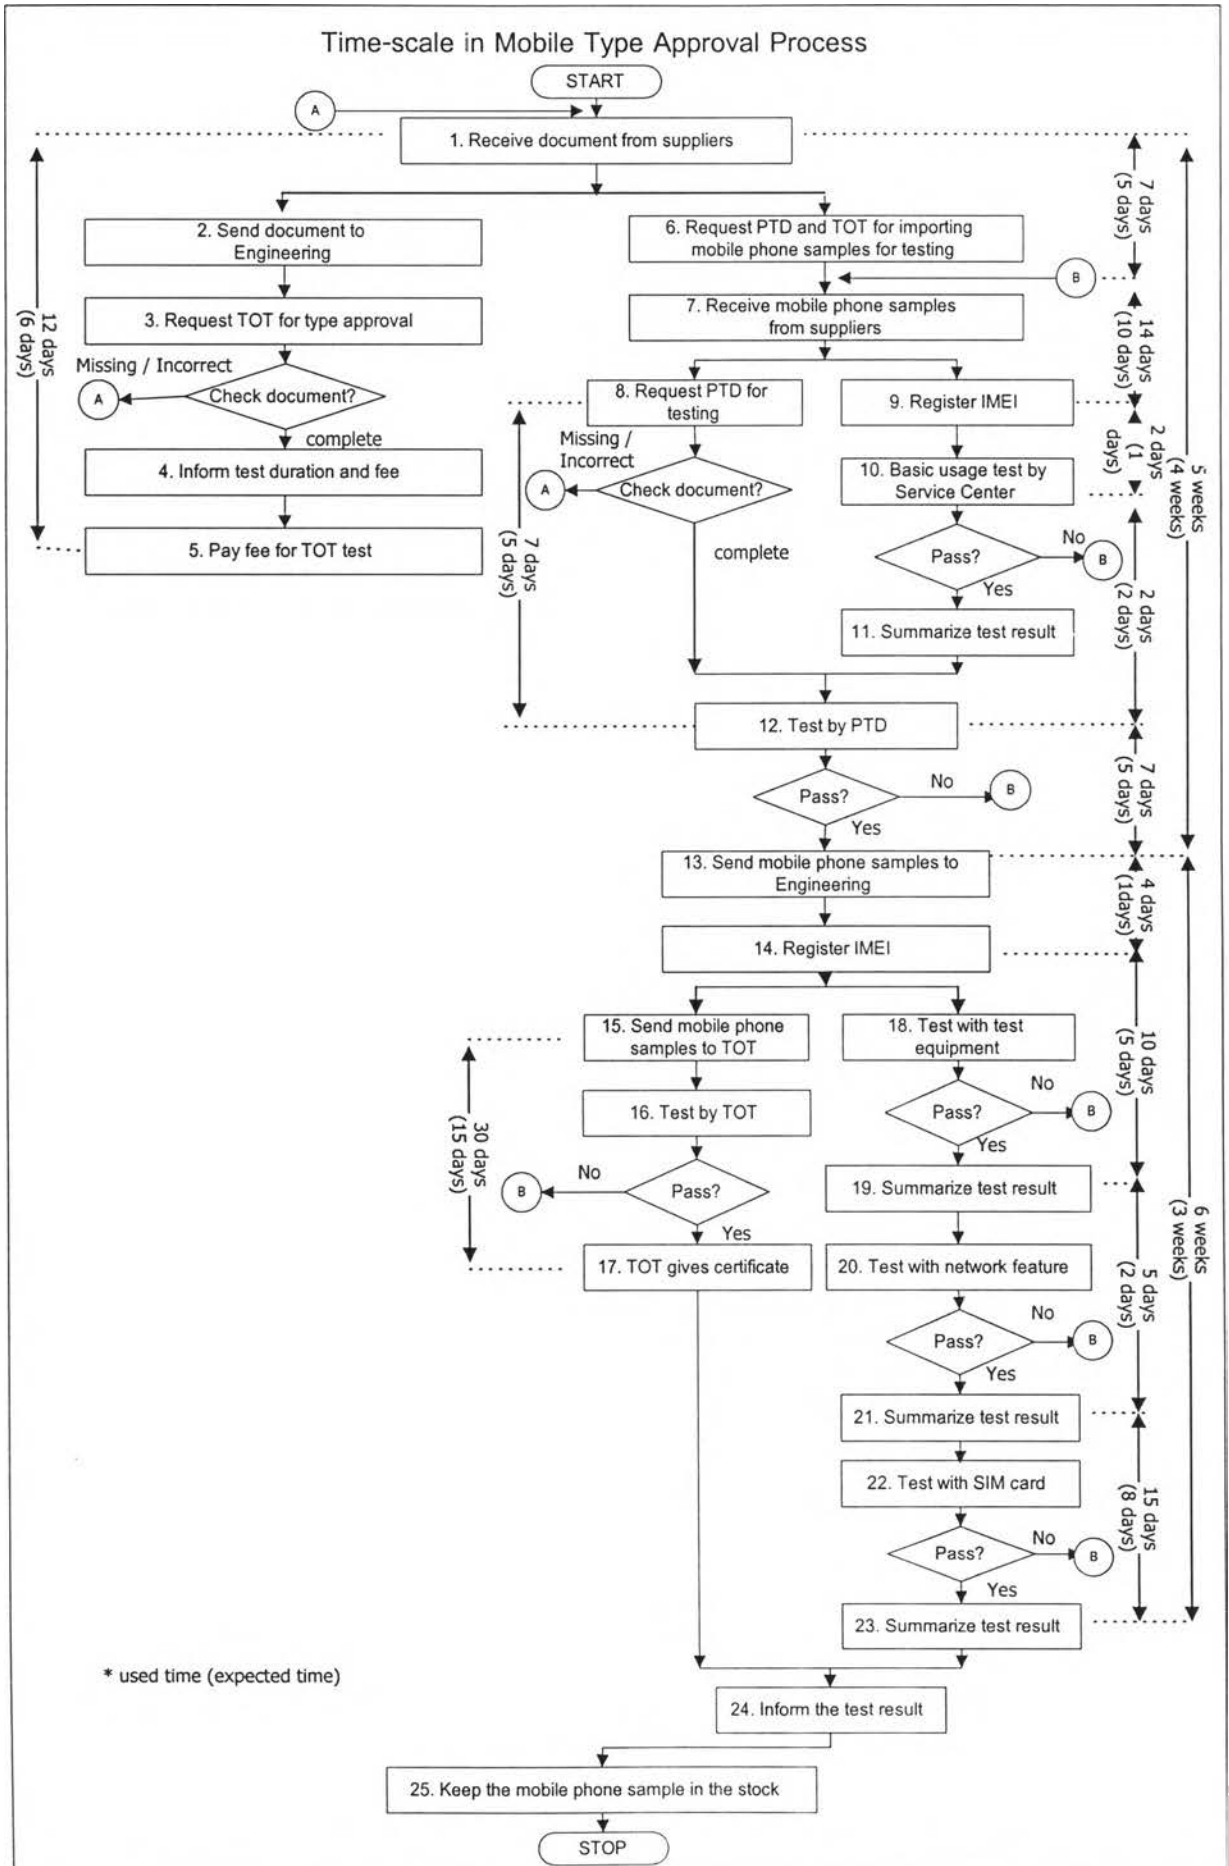 Time-scale in Mobile Type Approval Process
START
A
1. Receive document from suppliers
7 days
(5 days)
2. Send document to
Engineering
6. Request PTD and TOT for importing
mobile phone samples for testing
B
12 days
(6 days)
3. Request TOT for type approval
7. Receive mobile phone samples
from suppliers
14 days
(10 days)
Missing / Incorrect
A
Check document?
complete
8. Request PTD for
testing
9. Register IMEI
2 days
(1
days)
5 weeks
(4 weeks)
4. Inform test duration and fee
Missing /
Incorrect
A
Check document?
10. Basic usage test by
Service Center
5. Pay fee for TOT test
7 days
(5 days)
complete
Pass?
No
B
Yes
2 days
(2 days)
11. Summarize test result
12. Test by PTD
Pass?
No
B
Yes
7 days
(5 days)
13. Send mobile phone samples to
Engineering
4 days
(1days)
14. Register IMEI
15. Send mobile phone
samples to TOT
18. Test with test
equipment
10 days
(5 days)
16. Test by TOT
Pass?
No
B
Yes
30 days
(15 days)
B
No
Pass?
Yes
19. Summarize test result
6 weeks
(3 weeks)
17. TOT gives certificate
20. Test with network feature
5 days
(2 days)
Pass?
No
B
Yes
21. Summarize test result
22. Test with SIM card
15 days
(8 days)
Pass?
No
B
Yes
23. Summarize test result
* used time (expected time)
24. Inform the test result
25. Keep the mobile phone sample in the stock
STOP